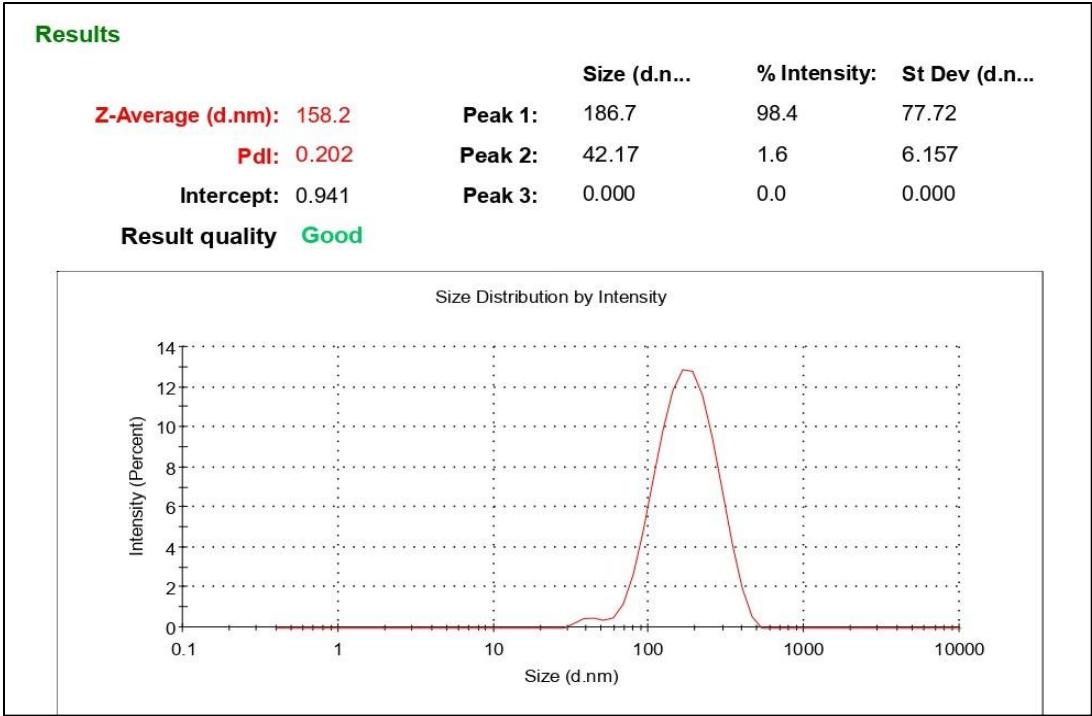 Results
Size (d.n... % Intensity: St Dev (d.n...
Z-Average (d.nm): 158.2 Peak 1: 186.7 98.4 77.72
PdI: 0.202 Peak 2: 42.17 1.6 6.157
Intercept: 0.941 Peak 3: 0.000 0.0 0.000
Result quality Good
Size Distribution by Intensity
Intensity (Percent)
14
12
10
8
6
4
2
0
0.1 1 10 100 1000 10000
Size (d.nm)